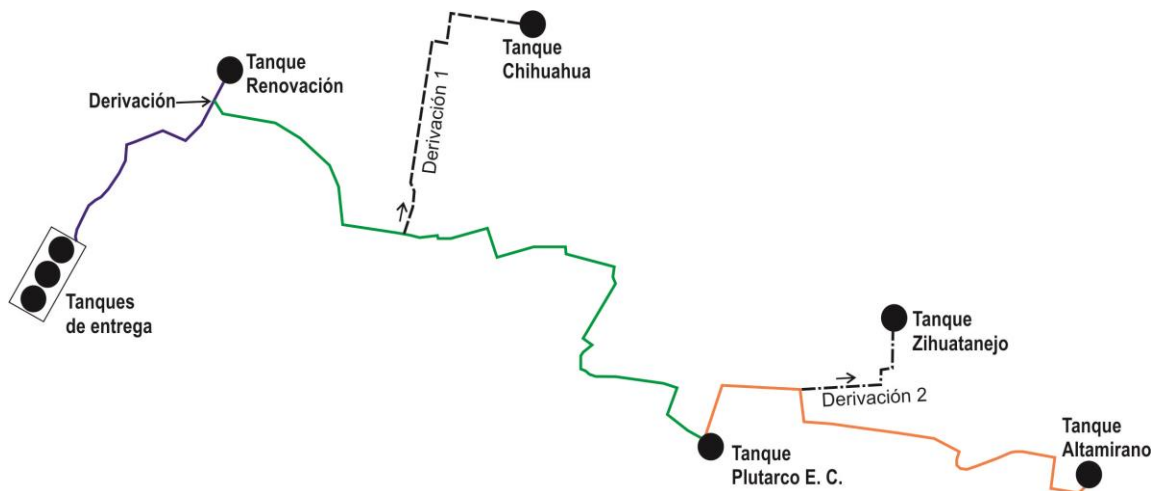 Tanque
Chihuahua
Tanque
Renovación
Derivación
Derivación 1
Tanques
de entrega
Tanque
Zihuatanejo
Derivación 2
Tanque
Plutarco E. C.
Tanque
Altamirano